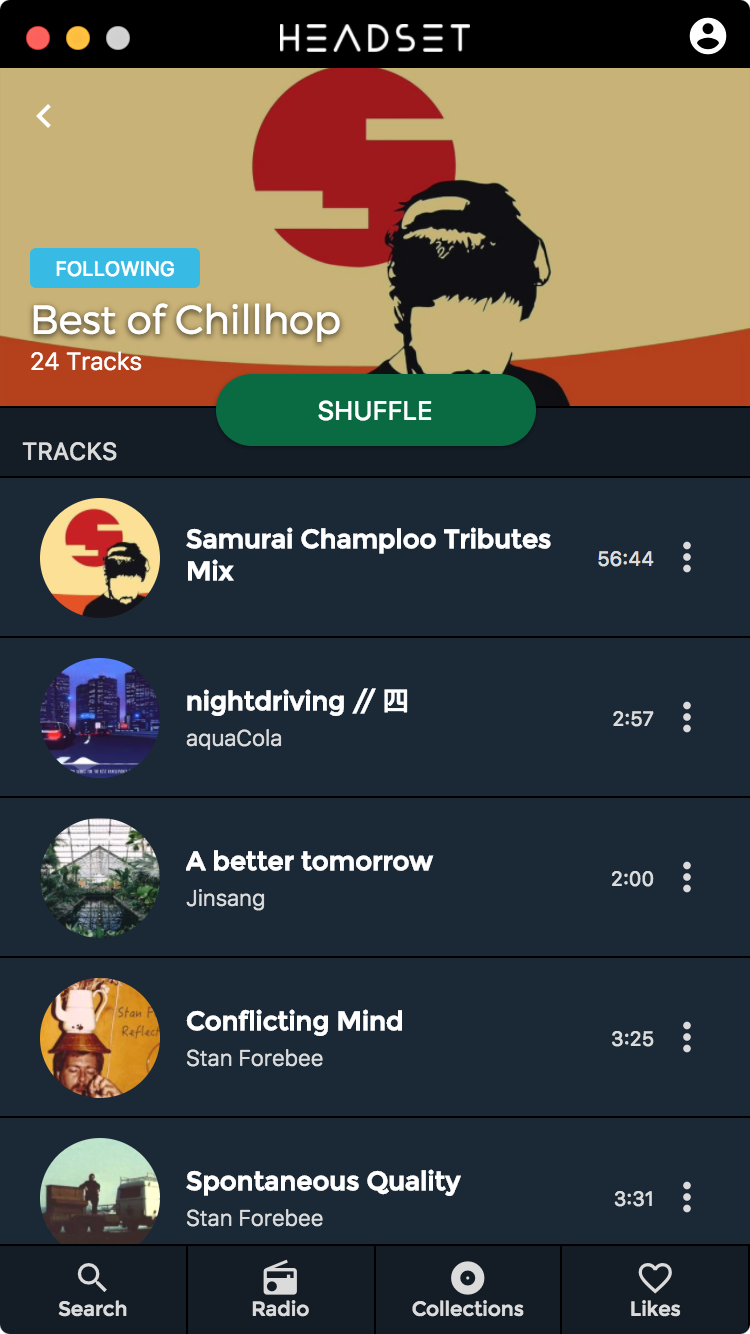 HEADSET
FOLLOWING
Best of Chillhop
24 Tracks
SHUFFLE
TRACKS
Samurai Champloo Tributes
Mix
56:44
nightdriving // 四
aquaCola
2:57
A better tomorrow
Jinsang
2:00
Stan F
Reflect
Conflicting Mind
Stan Forebee
3:25
Spontaneous Quality
Stan Forebee
3:31
Search
Radio
Collections
Likes